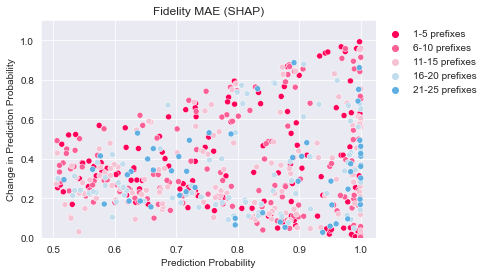 Fidelity MAE (SHAP)
1-5 prefixes
6-10 prefixes
11-15 prefixes
16-20 prefixes
21-25 prefixes
Change in Prediction Probability
1.0
0.8
0.6
0.4
0.2
0.0
0.5 0.6 0.7 0.8 0.9 1.0
Prediction Probability